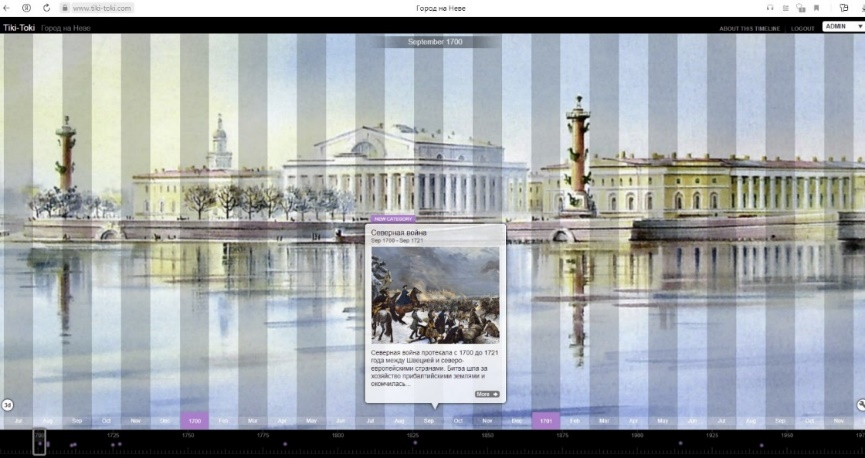 www.tiki-toki.com
Город на Неве
Tiki-Toki Город на Неве
ABOUT THIS TIMELINE LOGOUT ADMIN
September 1700
NEW CATEGORY
Северная война
Sep 1700 - Sep 1721
Северная война протекала с 1700 до 1721
года между Швецией и северо-
европейскими странами. Битва шла за
хозяйство прибалтийскими землями и
окончилась...
More
3d
Jul Aug Sep Oct Nov Dec 1700 Feb Mar Apr May Jun Jul Aug Sep Oct Nov Dec 1701 Feb Mar Apr May Jun Jul Aug Sep Oct Nov
1725 1750 1775 1800 1825 1850 1875 1900 1925 1950